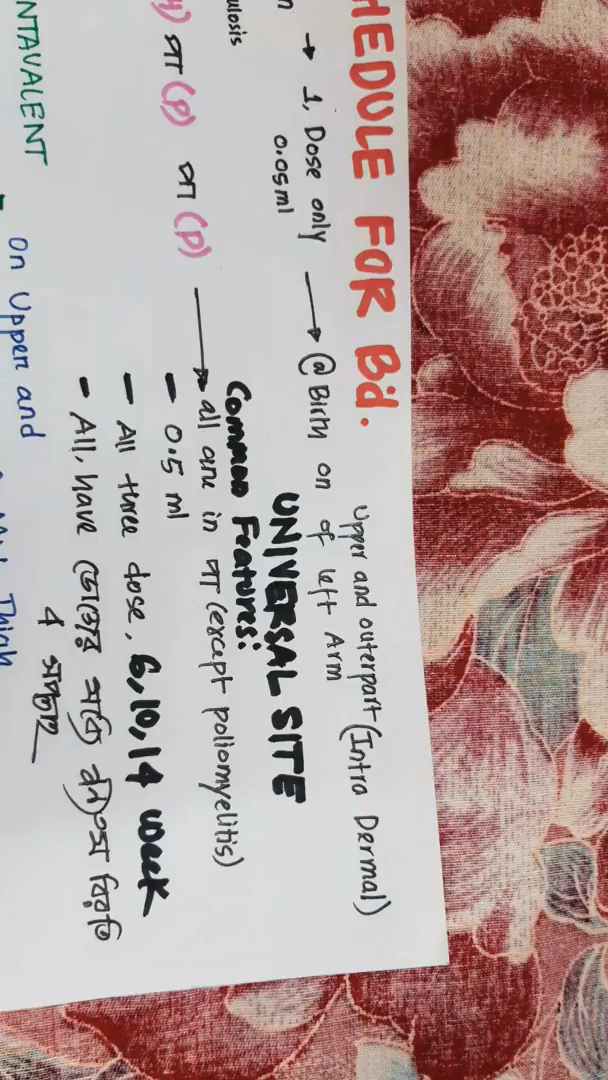 HEDULE FOR Bd.
→ 1, Dose only → @ Birth on Upper and outerpart (Intra Dermal)
0.05ml of left Arm
ulosis
UNIVERSAL SITE
Common Features:
পা (P) পা (P) → all are in পা (except poliomyelitis)
- 0.5 ml
- All three dose, 6,10,14 week
- All, have ডোজের মাঝে কমপক্ষে বিরতি
4 সপ্তাহ
NTAVALENT
On Upper and
Thigh